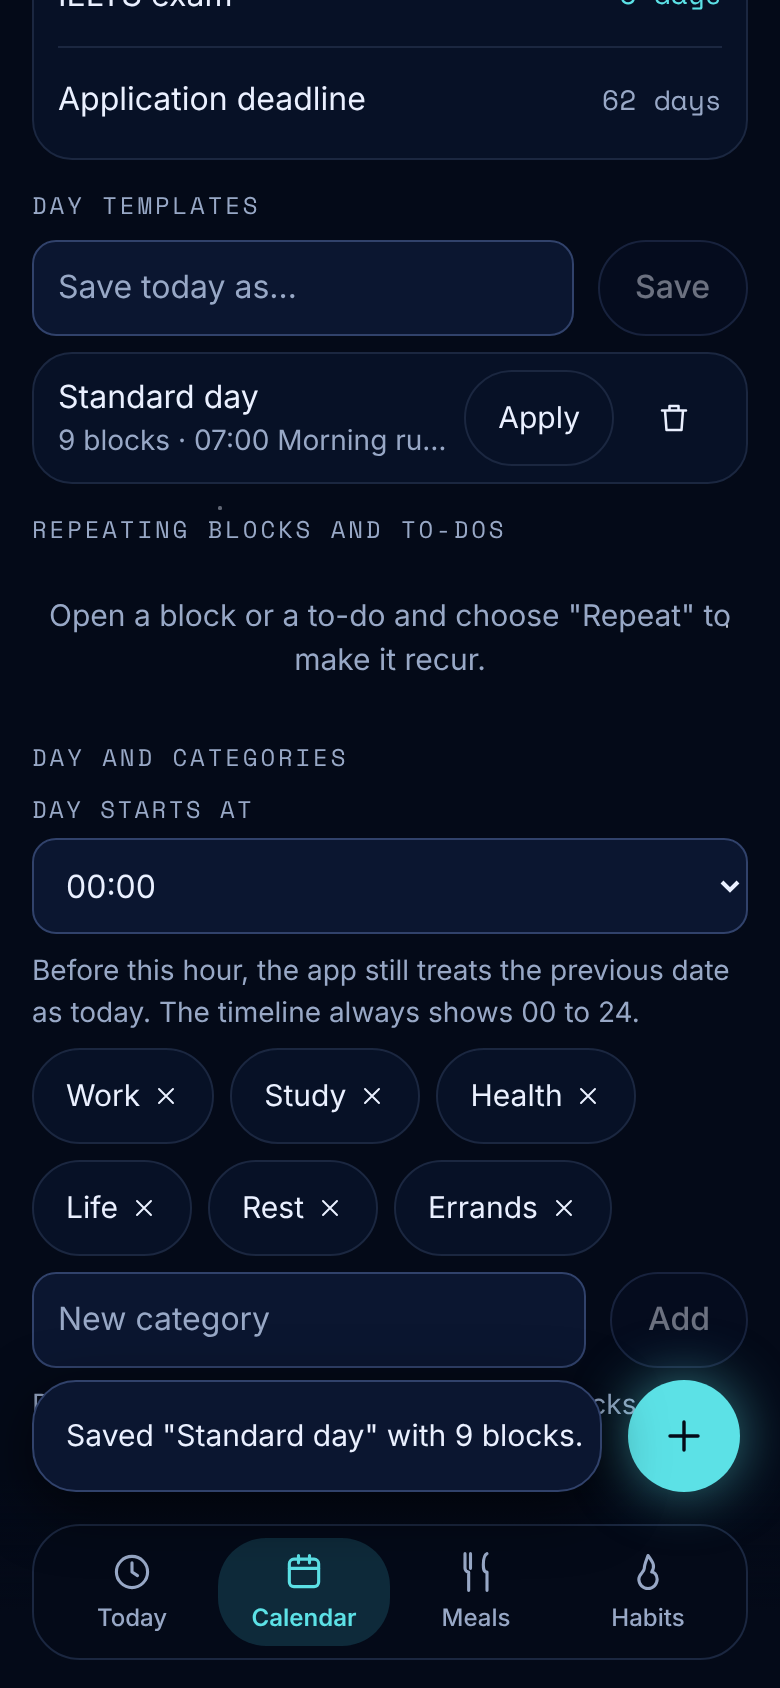 IELTS exam
days
Application deadline
62 days
DAY TEMPLATES
Save today as...
Save
Standard day
9 blocks · 07:00 Morning ru...
Apply
REPEATING BLOCKS AND TO-DOS
Open a block or a to-do and choose "Repeat" to
make it recur.
DAY AND CATEGORIES
DAY STARTS AT
00:00
Before this hour, the app still treats the previous date
as today. The timeline always shows 00 to 24.
Work
Study
Health
Life
Rest
Errands
New category
Add
Saved "Standard day" with 9 blocks.
Today
Calendar
Meals
Habits